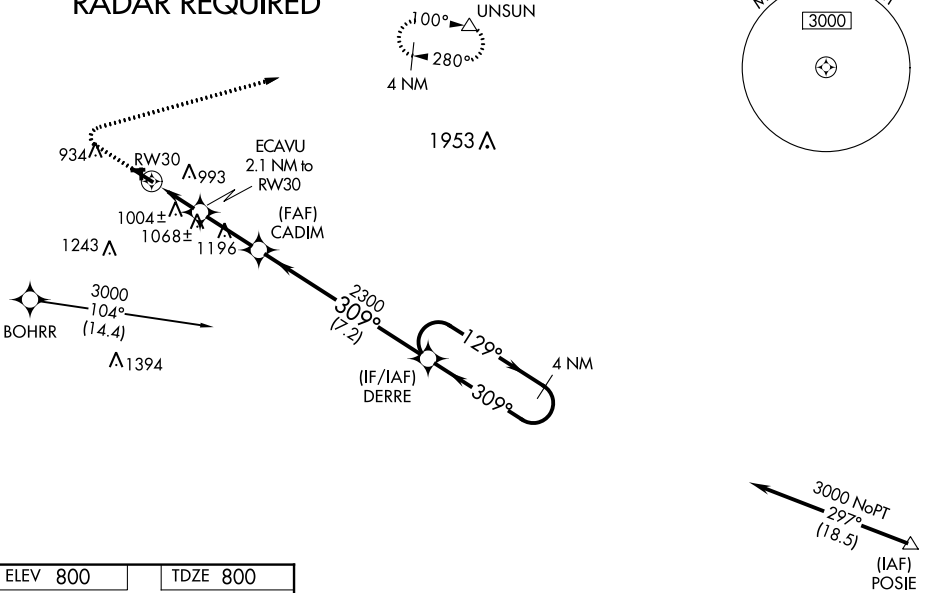 RADAR REQUIRED
UNSUN
100°
280°
4 NM
3000
1953
934
RW30
993
ECAVU
2.1 NM to
RW30
1004±
1068±
1196
(FAF)
CADIM
1243
3000
104°
(14.4)
BOHRR
2300
309°
(7.2)
1394
129°
4 NM
309°
(IF/IAF)
DERRE
3000 NoPT
297°
(18.5)
(IAF)
POSIE
ELEV 800
TDZE 800